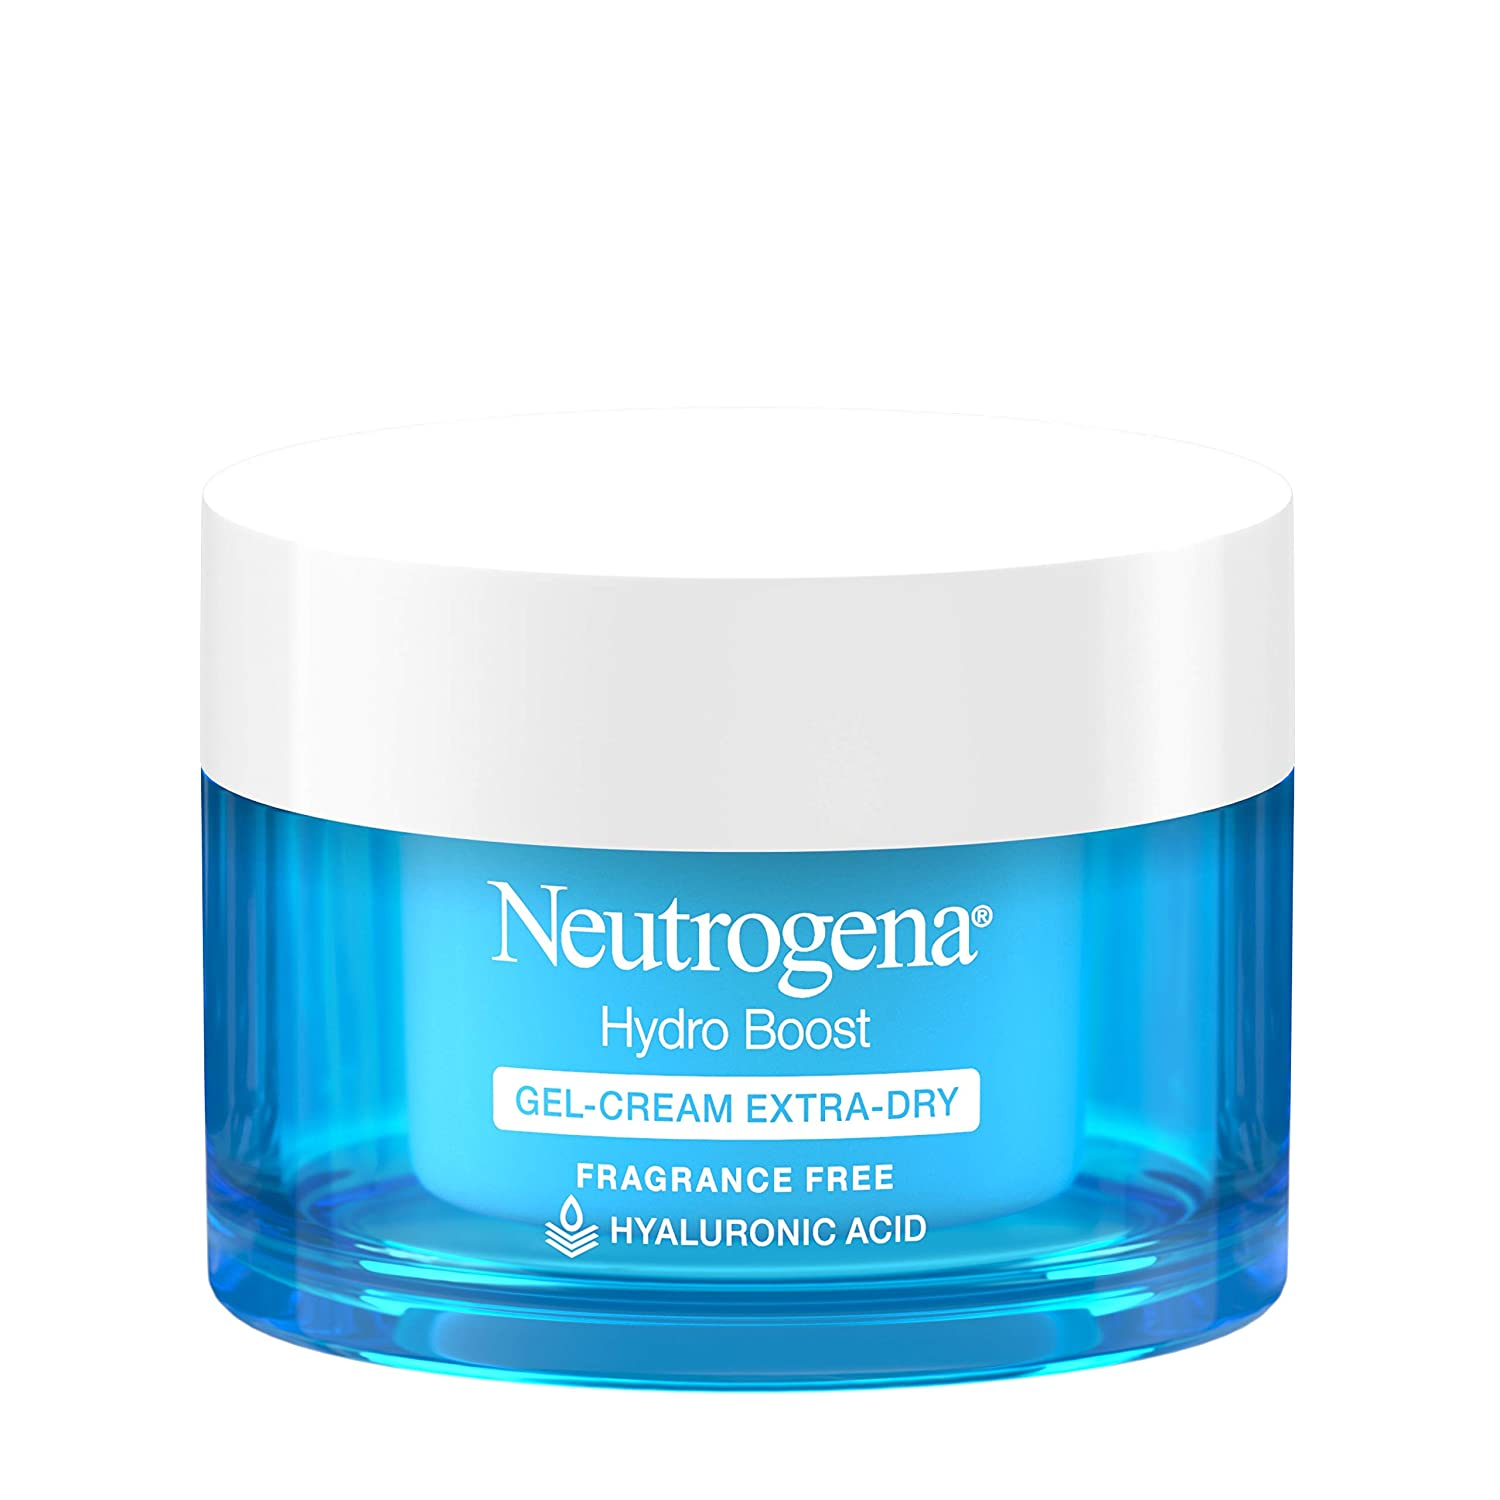 Neutrogena®
Hydro Boost
GEL-CREAM EXTRA-DRY
FRAGRANCE FREE
HYALURONIC ACID